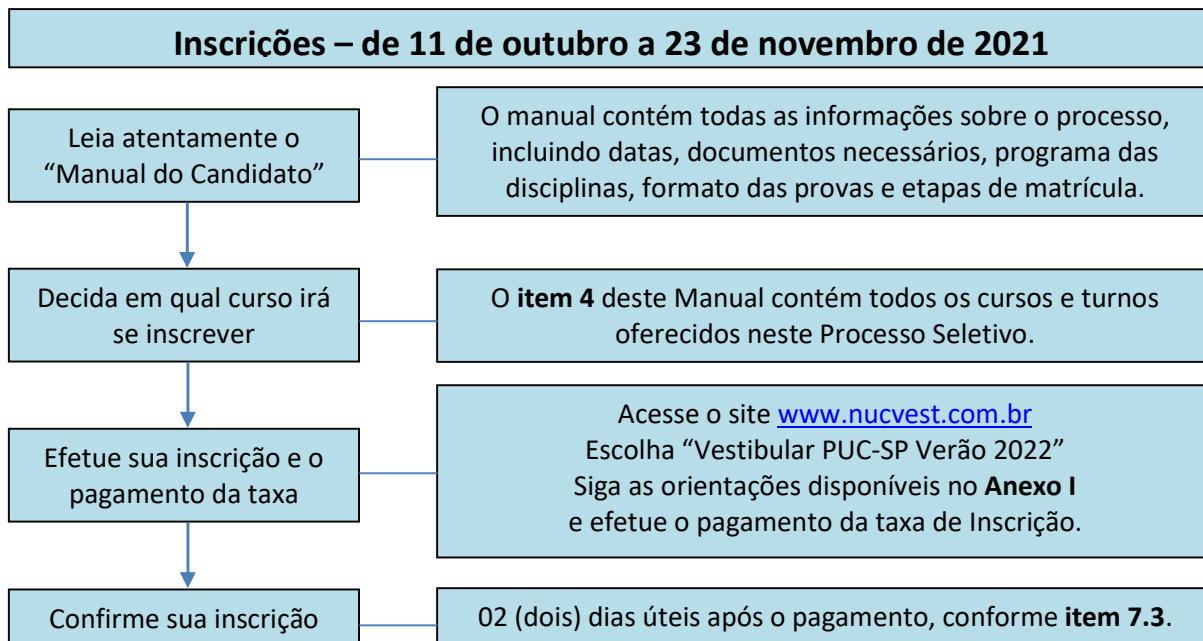 Inscrições – de 11 de outubro a 23 de novembro de 2021
Leia atentamente o
“Manual do Candidato”
O manual contém todas as informações sobre o processo,
incluindo datas, documentos necessários, programa das
disciplinas, formato das provas e etapas de matrícula.
Decida em qual curso irá
se inscrever
O item 4 deste Manual contém todos os cursos e turnos
oferecidos neste Processo Seletivo.
Efetue sua inscrição e o
pagamento da taxa
Acesse o site www.nucvest.com.br
Escolha “Vestibular PUC-SP Verão 2022”
Siga as orientações disponíveis no Anexo I
e efetue o pagamento da taxa de Inscrição.
Confirme sua inscrição
02 (dois) dias úteis após o pagamento, conforme item 7.3.